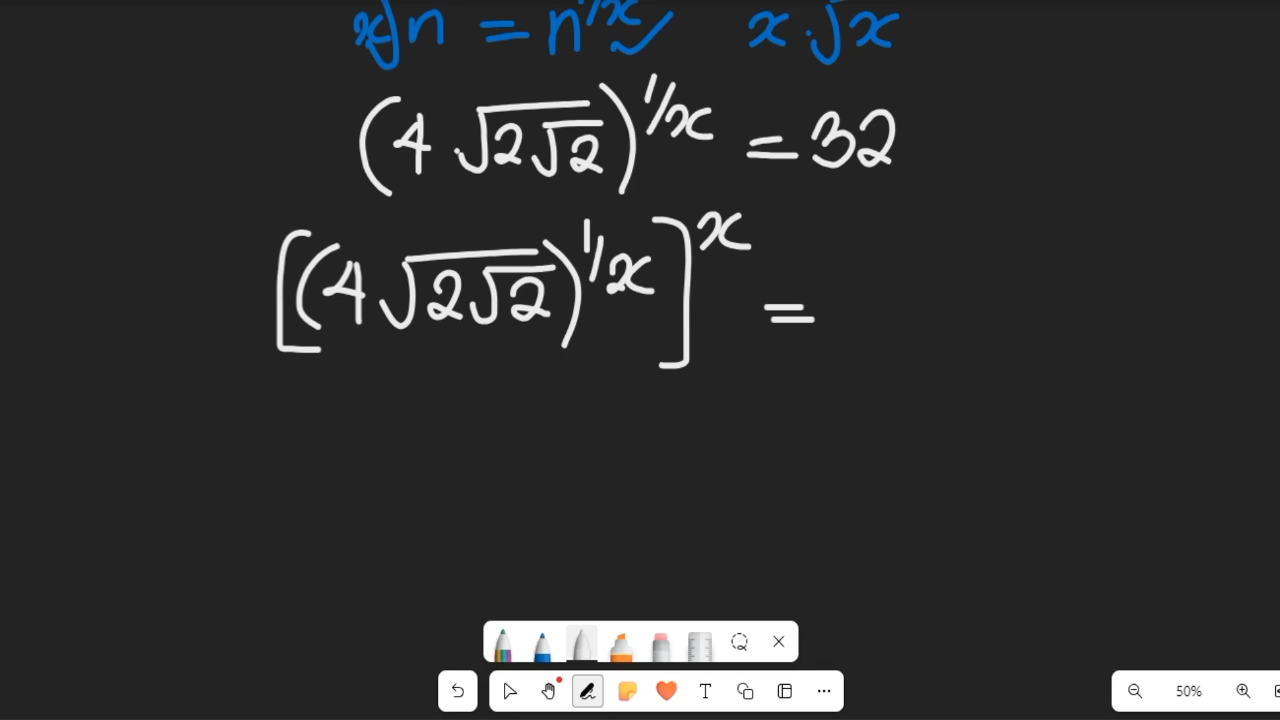 ˣ√n = n^1/x x.√x
(4√2√2)^1/x = 32
[(4√2√2)^1/x]^x =
T
50%